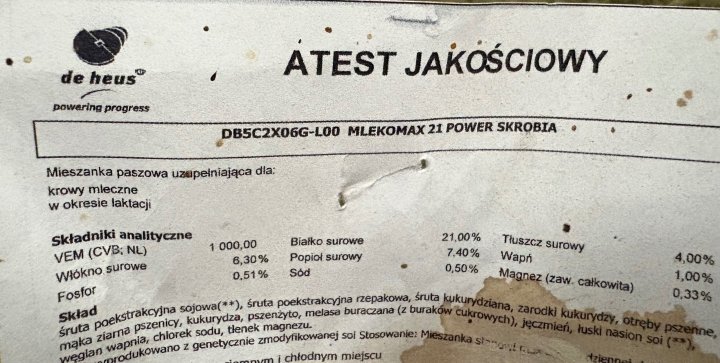 de heus
powering progress
ATEST JAKOŚCIOWY
DB5C2X06G-L00 MLEKOMAX 21 POWER SKROBIA
Mieszanka paszowa uzupełniająca dla:
krowy mleczne
w okresie laktacji
Składniki analityczne
VEM (CVB; NL) 1 000,00 Białko surowe 21,00% Tłuszcz surowy 4,00%
Włókno surowe 6,30% Popiół surowy 7,40% Wapń 1,00%
Fosfor 0,51% Sód 0,50% Magnez (zaw. całkowita) 0,33%
Skład
śruta poekstrakcyjna sojowa(**), śruta poekstrakcyjna rzepakowa, śruta kukurydziana, zarodki kukurydzy, otręby pszenne,
mąka ziarna pszenicy, kukurydza, pszenżyto, melasa buraczana (z buraków cukrowych), jęczmień, łuski nasion soi (**),
węglan wapnia, chlorek sodu, tlenek magnezu.
wyprodukowano z genetycznie zmodyfikowanej soi Stosowanie: Mieszanka
i chłodnym miejscu